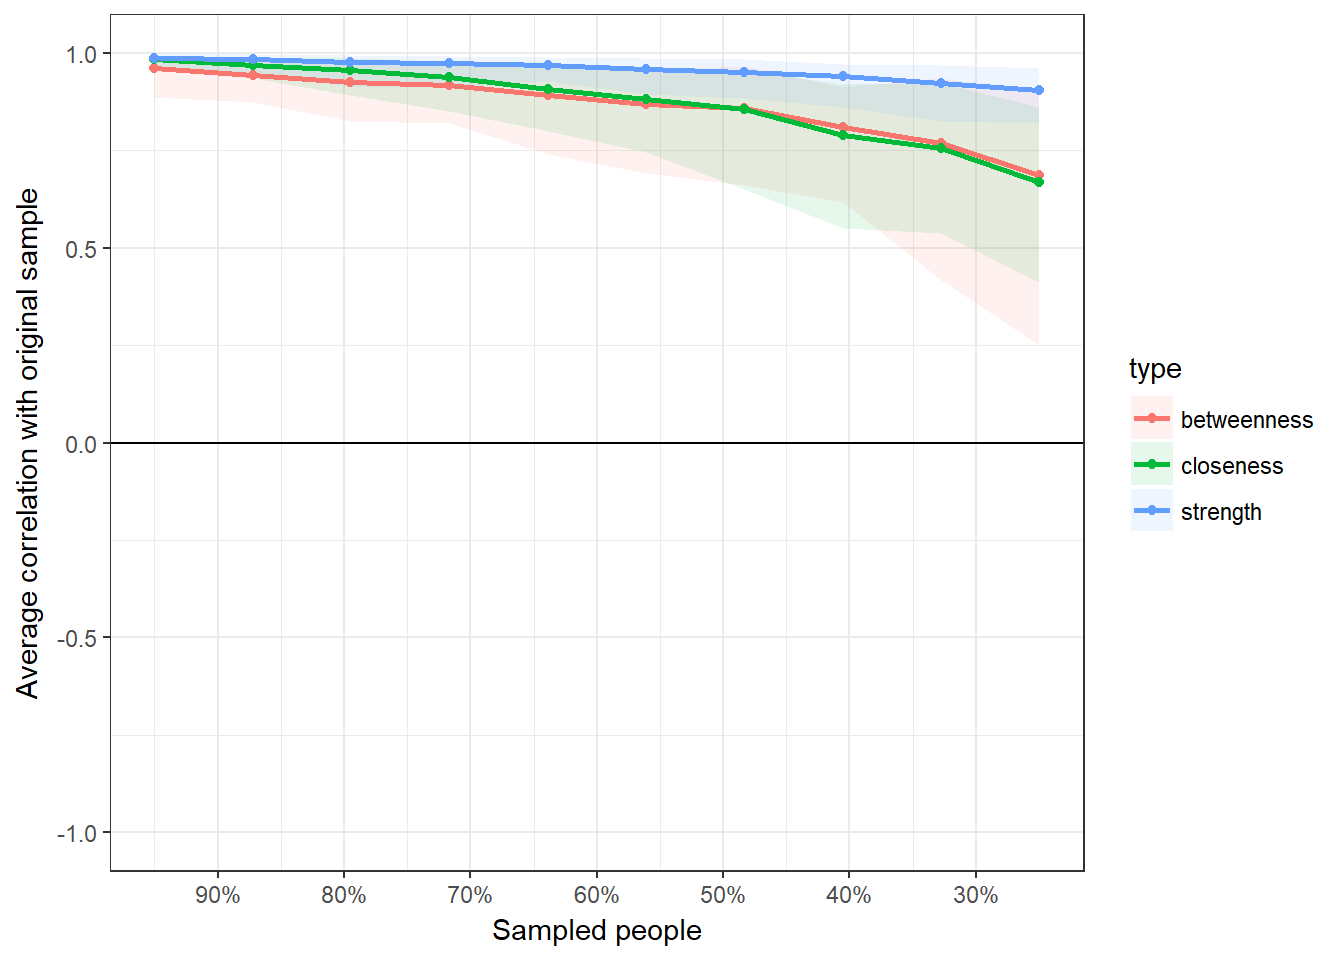 Average correlation with original sample
1.0
0.5
0.0
-0.5
-1.0
90% 80% 70% 60% 50% 40% 30%
Sampled people
type
betweenness
closeness
strength